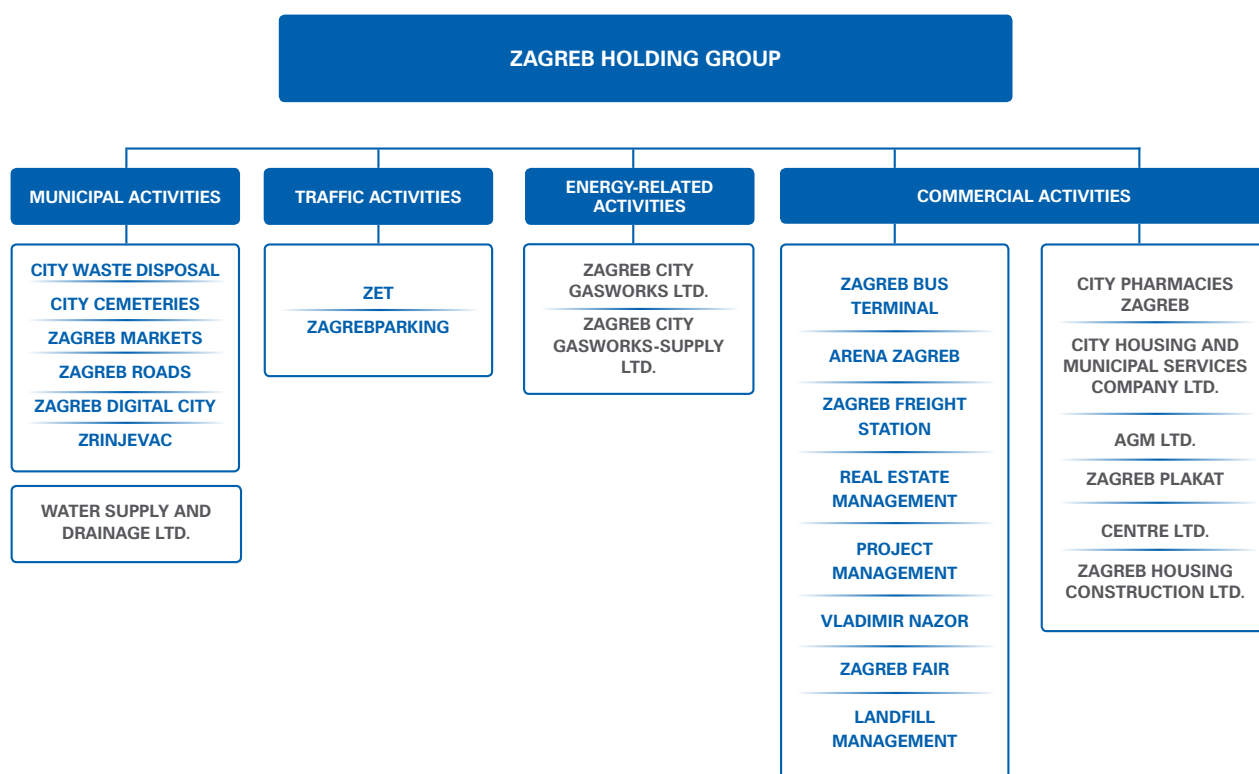 ZAGREB HOLDING GROUP
MUNICIPAL ACTIVITIES
CITY WASTE DISPOSAL
CITY CEMETERIES
ZAGREB MARKETS
ZAGREB ROADS
ZAGREB DIGITAL CITY
ZRINJEVAC
WATER SUPPLY AND
DRAINAGE LTD.
TRAFFIC ACTIVITIES
ZET
ZAGREBPARKING
ENERGY-RELATED
ACTIVITIES
ZAGREB CITY
GASWORKS LTD.
ZAGREB CITY
GASWORKS-SUPPLY
LTD.
COMMERCIAL ACTIVITIES
ZAGREB BUS
TERMINAL
ARENA ZAGREB
ZAGREB FREIGHT
STATION
REAL ESTATE
MANAGEMENT
PROJECT
MANAGEMENT
VLADIMIR NAZOR
ZAGREB FAIR
LANDFILL
MANAGEMENT
CITY PHARMACIES
ZAGREB
CITY HOUSING AND
MUNICIPAL SERVICES
COMPANY LTD.
AGM LTD.
ZAGREB PLAKAT
CENTRE LTD.
ZAGREB HOUSING
CONSTRUCTION LTD.